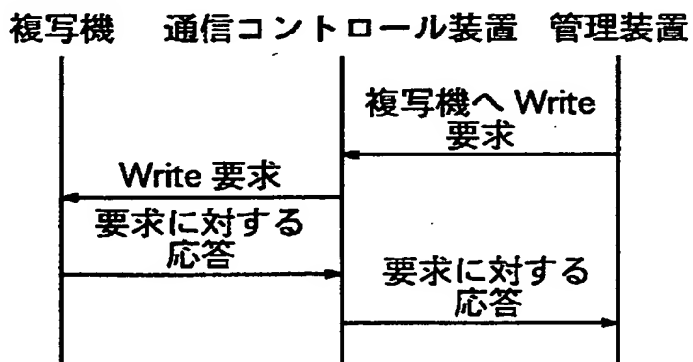 複写機 通信コントロール装置 管理装置
複写機へ Write
要求
Write 要求
要求に対する
応答
要求に対する
応答